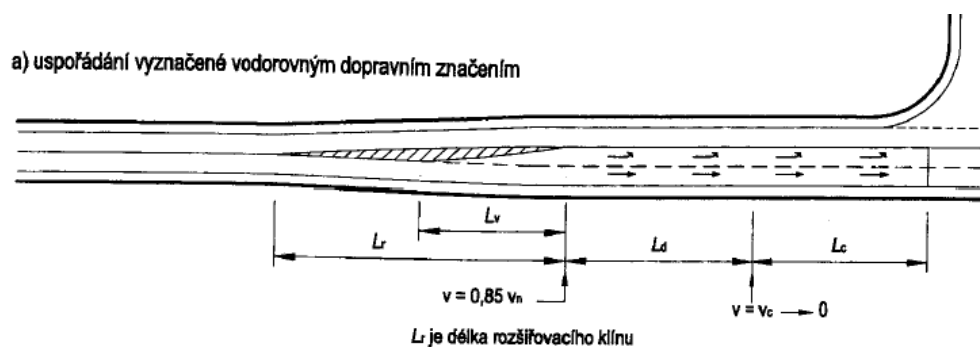 a) uspořádání vyznačené vodorovným dopravním značením
Lv
Lr
Ld
Lc
v = 0,85 vn
v = vc → 0
Lr je délka rozšiřovacího klínu